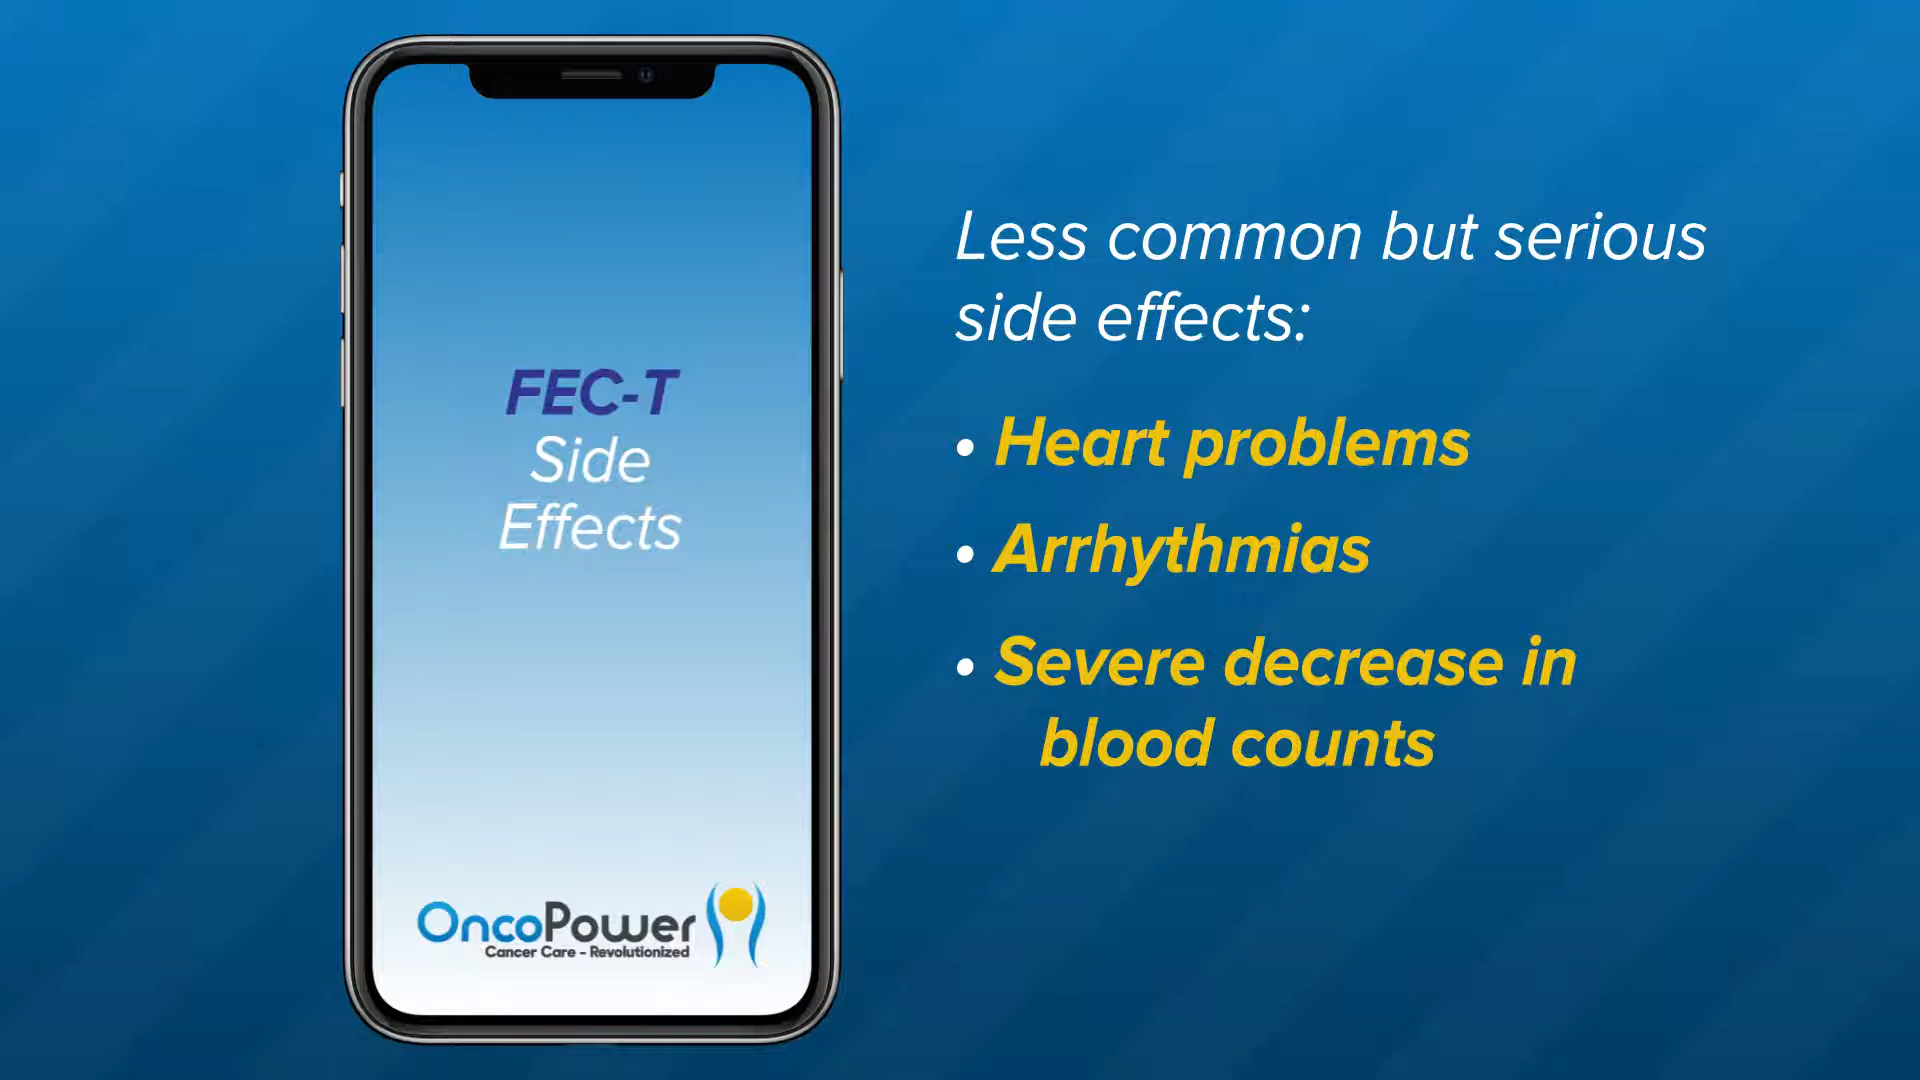 FEC-T
Side
Effects
OncoPower
Cancer Care - Revolutionized
Less common but serious
side effects:
• Heart problems
• Arrhythmias
• Severe decrease in
blood counts